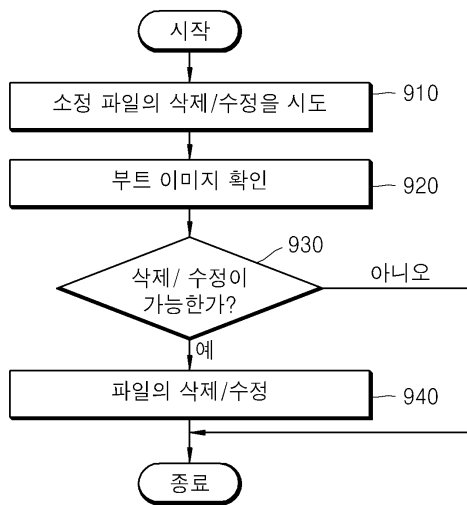 시작
소정 파일의 삭제/수정을 시도
910
부트 이미지 확인
920
930
삭제/ 수정이
가능한가?
아니오
예
파일의 삭제/수정
940
종료